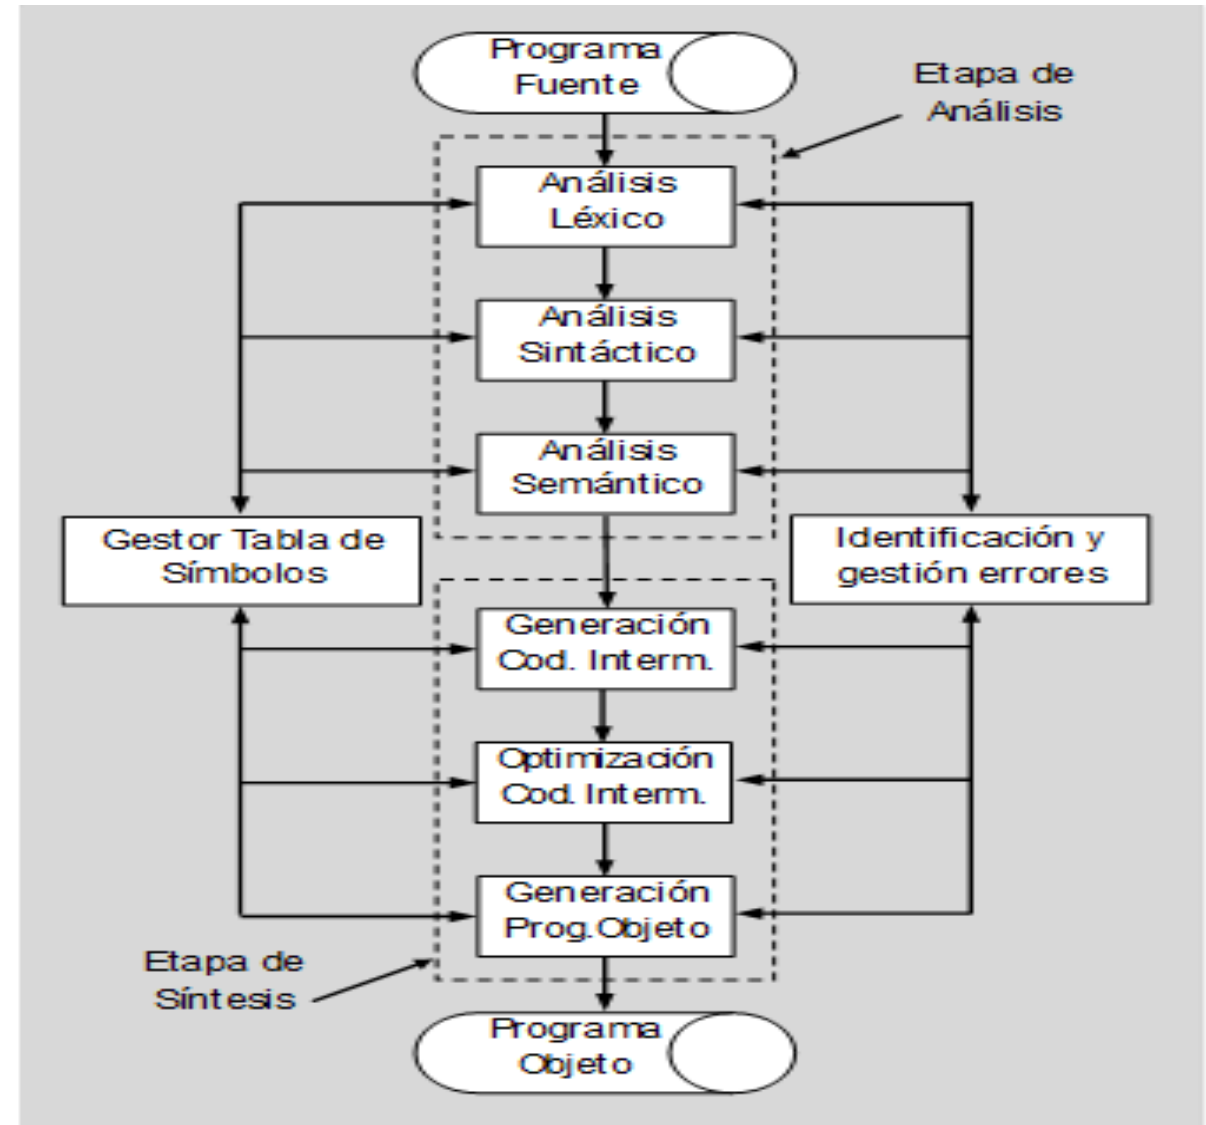 Programa
Fuente
Etapa de
Análisis
Análisis
Léxico
Análisis
Sintáctico
Análisis
Semántico
Gestor Tabla de
Símbolos
Identificación y
gestión errores
Generación
Cod. Interm.
Optimización
Cod. Interm.
Generación
Prog.Objeto
Etapa de
Síntesis
Programa
Objeto